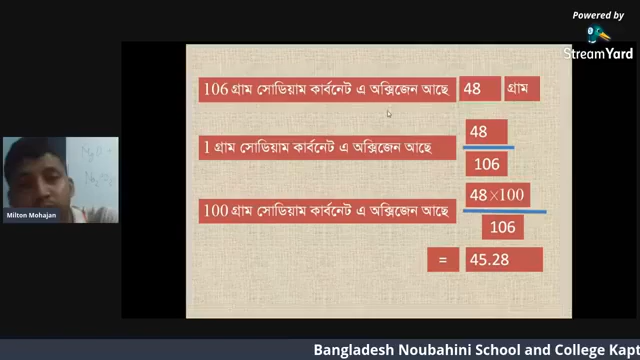 Powered by
StreamYard
106 গ্রাম সোডিয়াম কার্বনেট এ অক্সিজেন আছে 48 গ্রাম
1 গ্রাম সোডিয়াম কার্বনেট এ অক্সিজেন আছে 48
106
100 গ্রাম সোডিয়াম কার্বনেট এ অক্সিজেন আছে 48×100
106
= 45.28
Milton Mohajan
Bangladesh Noubahini School and College Kapt